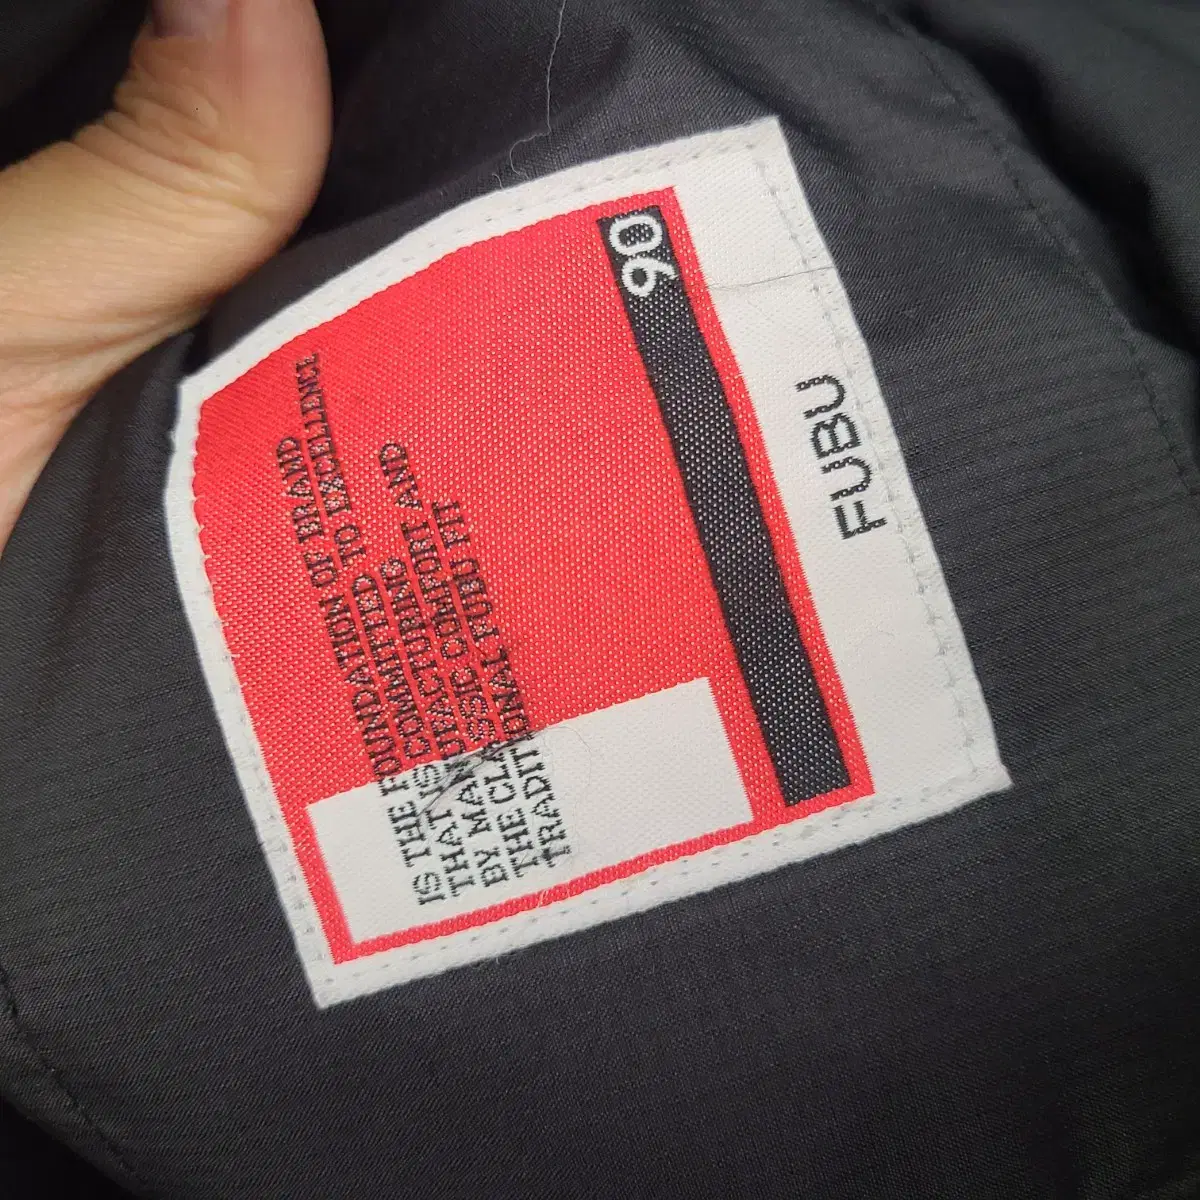 IS THE FOUNDATION OF BRAND
THAT IS COMMITTED TO EXCELLENCE
BY MANUFACTURING
THE CLASSIC COMFORT AND
TRADITIONAL FUBU FIT
90
FUBU